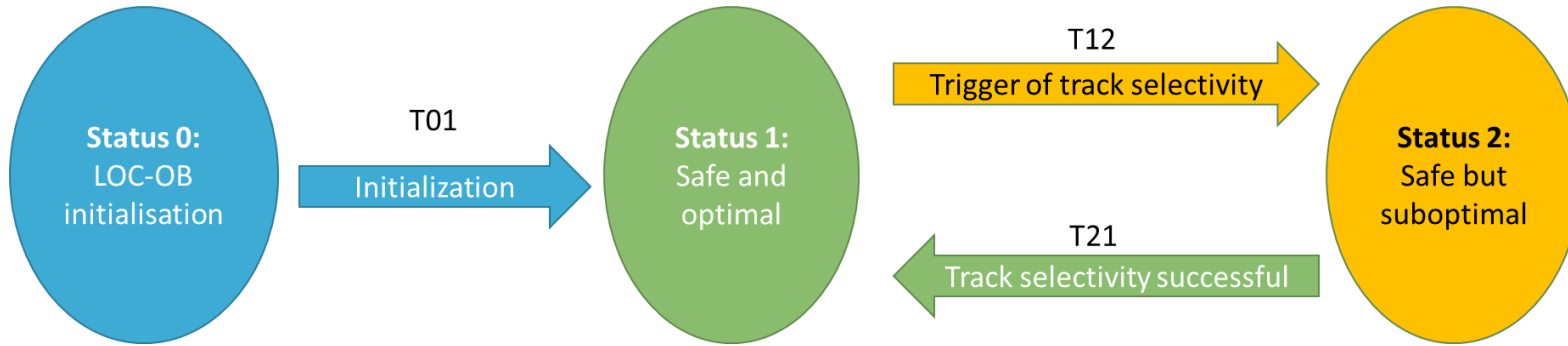 Status 0:
LOC-OB
initialisation
T01
Initialization
Status 1:
Safe and
optimal
T12
Trigger of track selectivity
T21
Track selectivity successful
Status 2:
Safe but
suboptimal